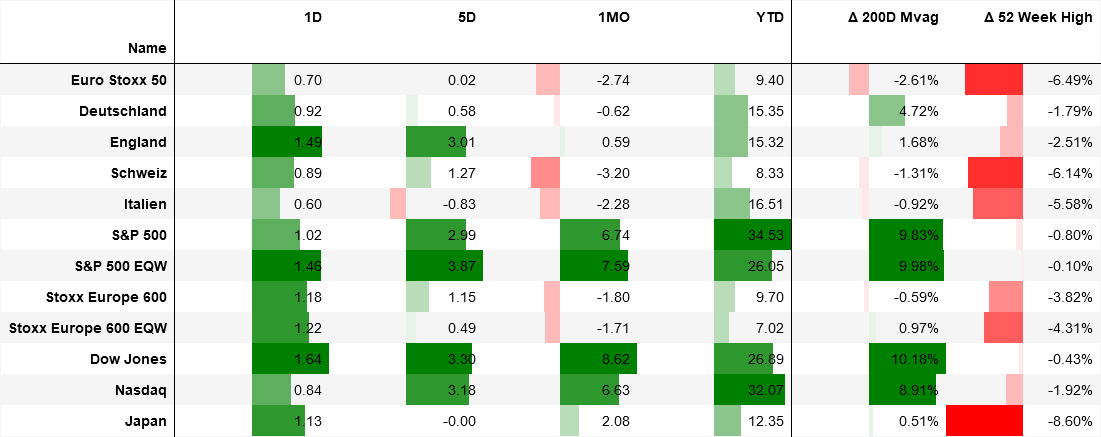 1D 5D 1MO YTD Δ 200D Mvag Δ 52 Week High
Name
Euro Stoxx 50 0.70 0.02 -2.74 9.40 -2.61% -6.49%
Deutschland 0.92 0.58 -0.62 15.35 4.72% -1.79%
England 1.49 3.01 0.59 15.32 1.68% -2.51%
Schweiz 0.89 1.27 -3.20 8.33 -1.31% -6.14%
Italien 0.60 -0.83 -2.28 16.51 -0.92% -5.58%
S&P 500 1.02 2.99 6.74 34.53 9.83% -0.80%
S&P 500 EQW 1.46 3.87 7.59 26.05 9.98% -0.10%
Stoxx Europe 600 1.18 1.15 -1.80 9.70 -0.59% -3.82%
Stoxx Europe 600 EQW 1.22 0.49 -1.71 7.02 0.97% -4.31%
Dow Jones 1.64 3.30 8.62 26.89 10.18% -0.43%
Nasdaq 0.84 3.18 6.63 32.07 8.91% -1.92%
Japan 1.13 -0.00 2.08 12.35 0.51% -8.60%